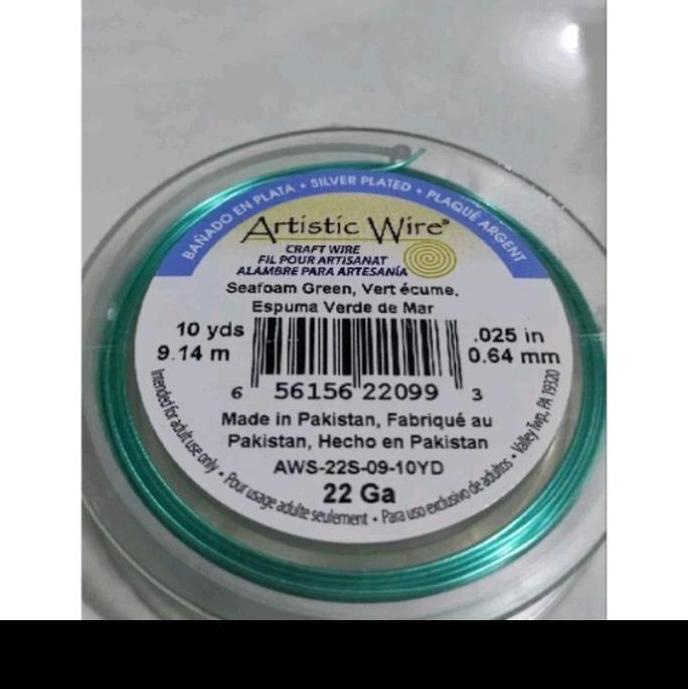 BAÑADO EN PLATA • SILVER PLATED • PLAQUÉ ARGENT
Artistic Wire®
CRAFT WIRE
FIL POUR ARTISANAT
ALAMBRE PARA ARTESANÍA
Seafoam Green, Vert écume,
Espuma Verde de Mar
10 yds
9.14 m
.025 in
0.64 mm
6 56156 22099 3
Made in Pakistan, Fabriqué au
Pakistan, Hecho en Pakistan
AWS-22S-09-10YD
22 Ga
Intended for adult use only • Pour usage adulte seulement • Para uso exclusivo de adultos • Valley Twp, PA 19320